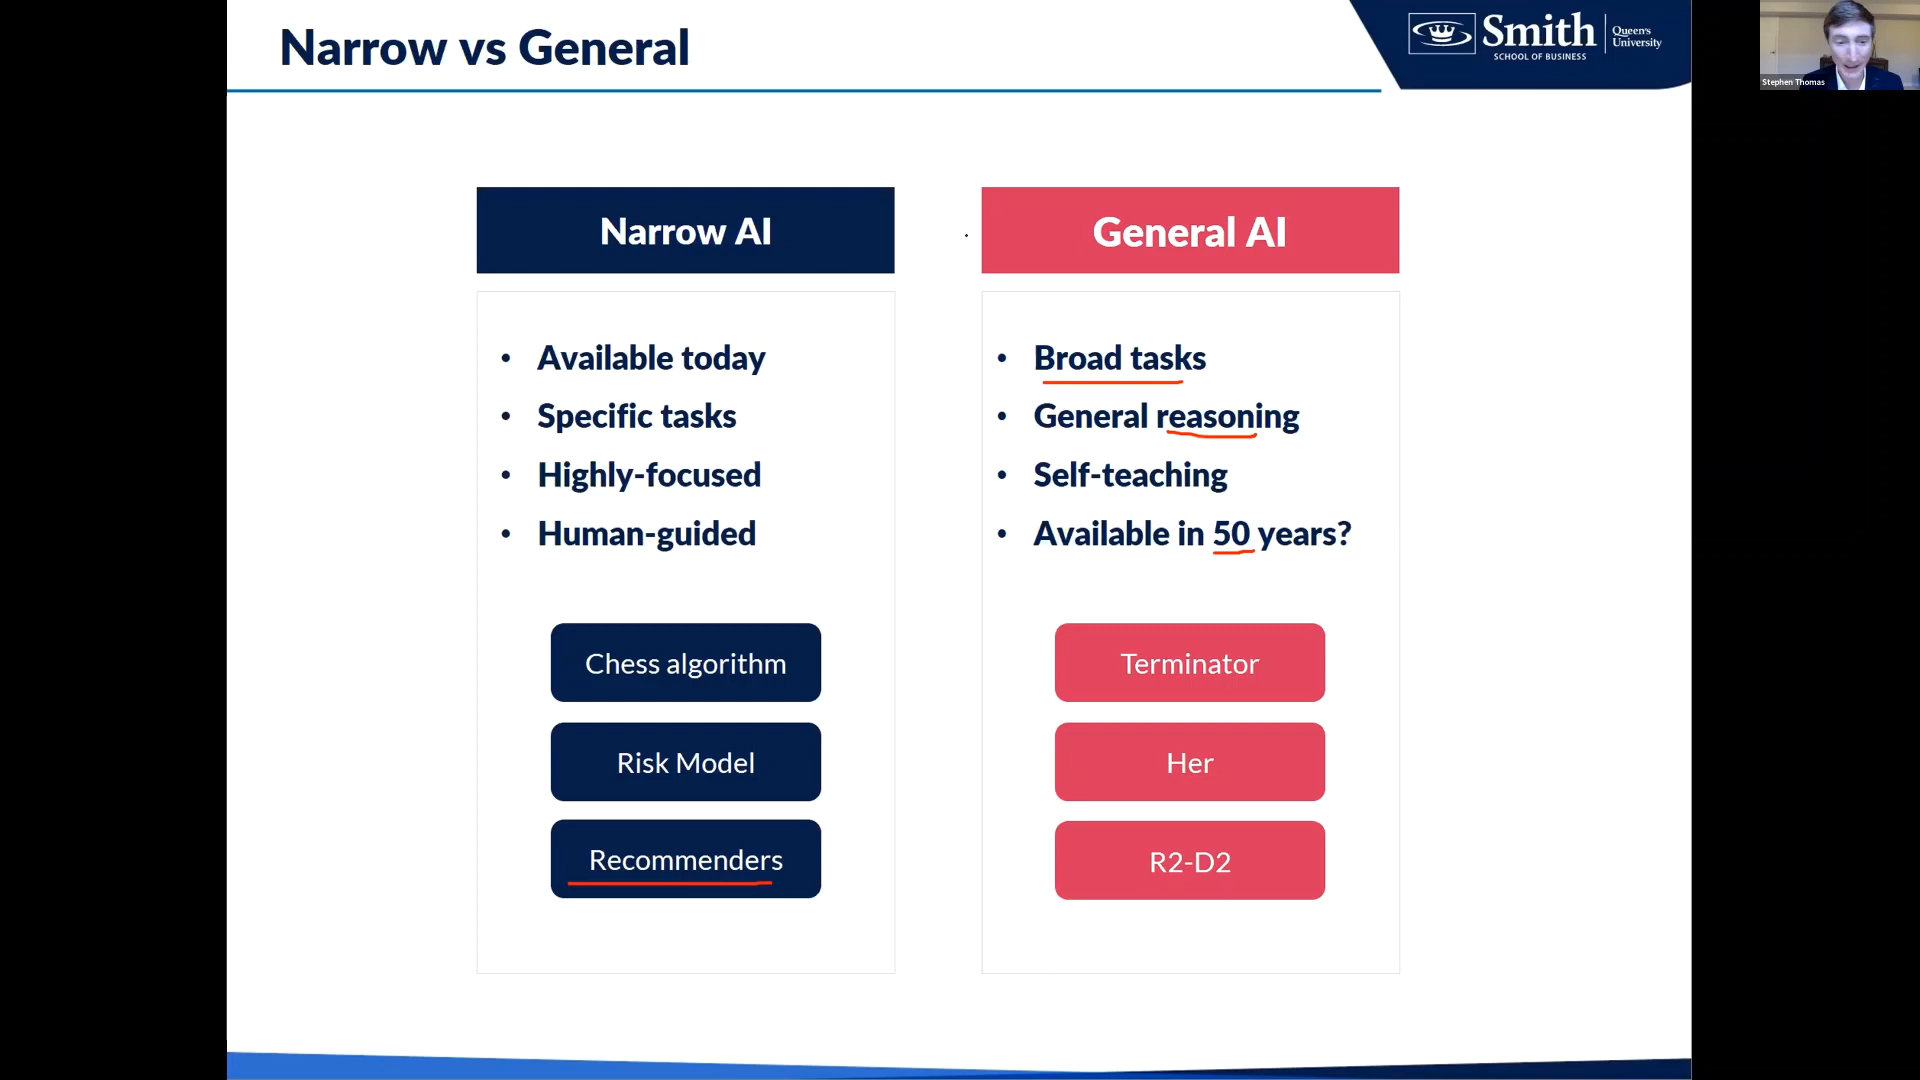 Narrow vs General
Smith
SCHOOL OF BUSINESS
Queen's
University
Stephen Thomas
Narrow AI
• Available today
• Specific tasks
• Highly-focused
• Human-guided
Chess algorithm
Risk Model
Recommenders
General AI
• Broad tasks
• General reasoning
• Self-teaching
• Available in 50 years?
Terminator
Her
R2-D2